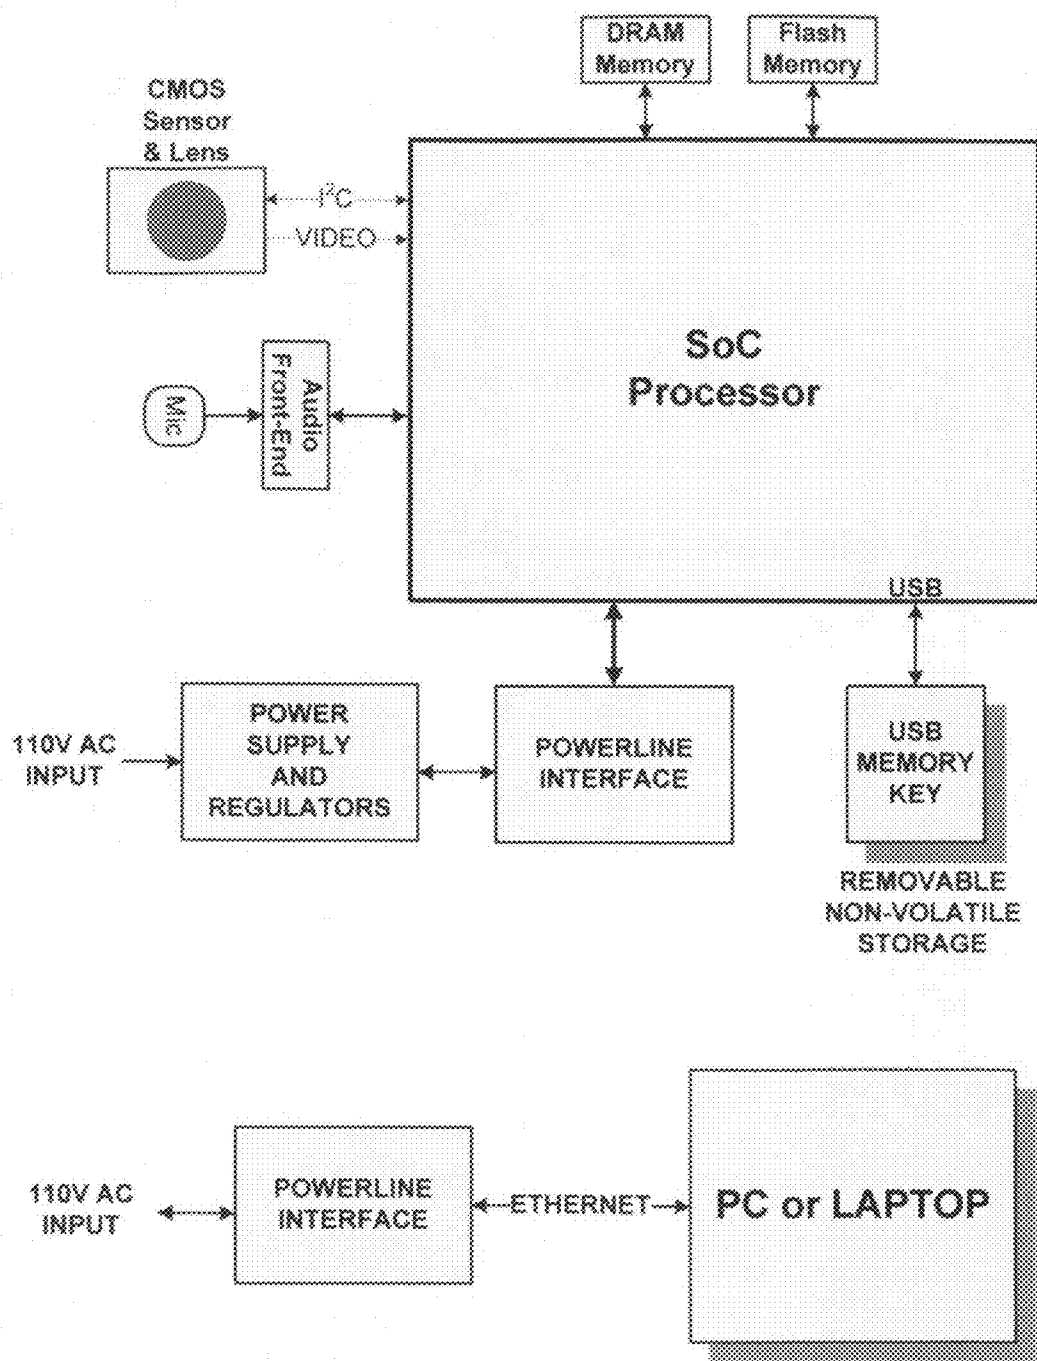 DRAM
Memory
Flash
Memory
CMOS
Sensor
& Lens
I²C
VIDEO
SoC
Processor
Mic
Audio
Front-End
USB
110V AC
INPUT
POWER
SUPPLY
AND
REGULATORS
POWERLINE
INTERFACE
USB
MEMORY
KEY
REMOVABLE
NON-VOLATILE
STORAGE
110V AC
INPUT
POWERLINE
INTERFACE
ETHERNET
PC or LAPTOP